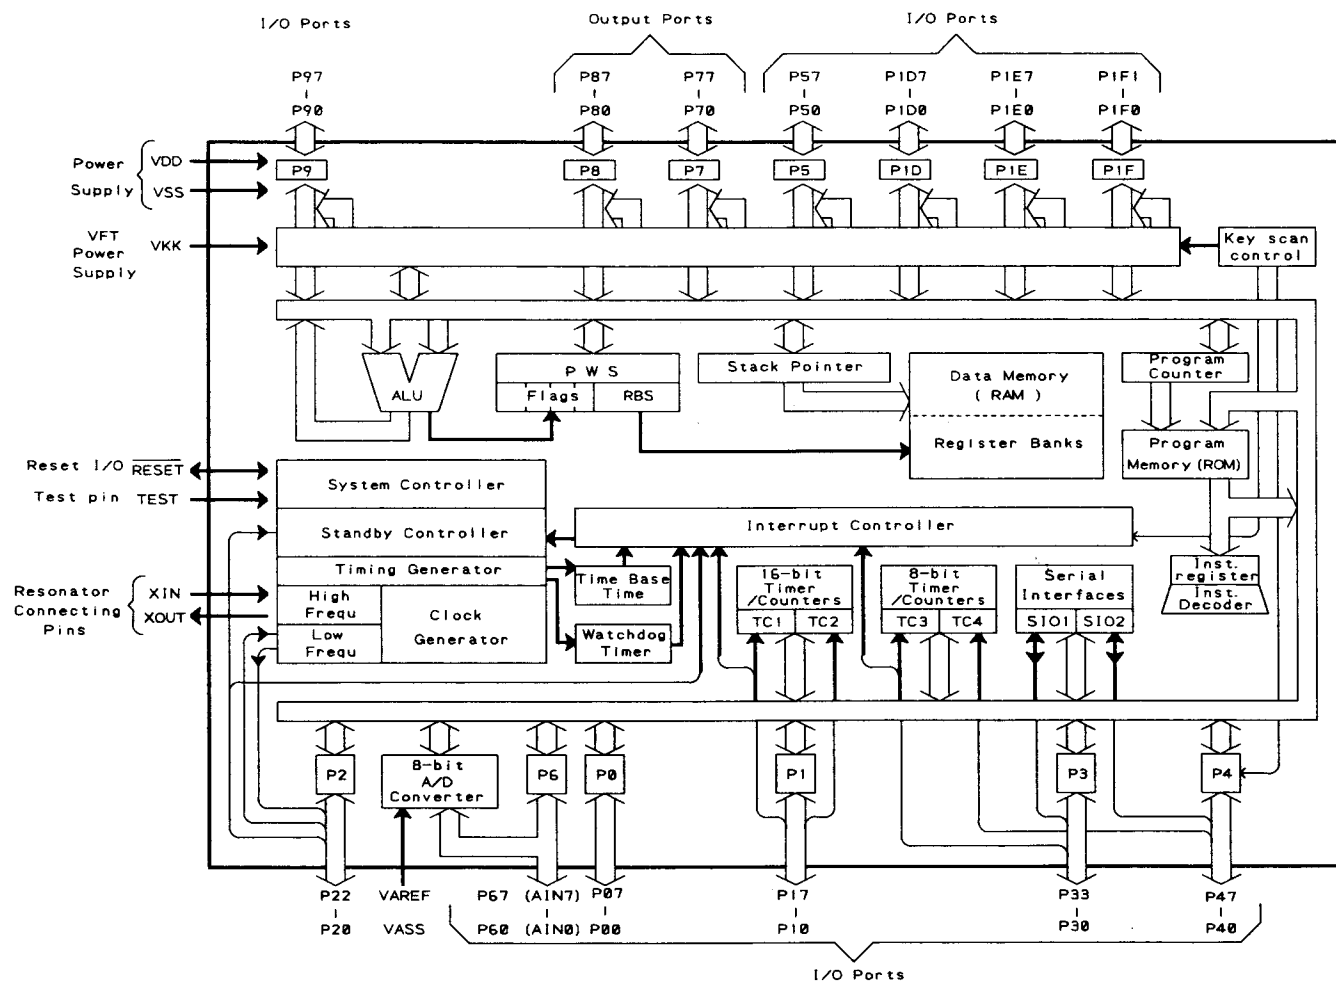 I/O Ports
Output Ports
I/O Ports
P97
P87
P77
P57
P1D7
P1E7
P1F1
P90
P80
P70
P50
P1D0
P1E0
P1F0
Power
Supply
VDD
VSS
P9
P8
P7
P5
P1D
P1E
P1F
VFT
Power
Supply
VKK
Key scan
control
ALU
P W S
Flags
RBS
Stack Pointer
Data Memory
( RAM )
Register Banks
Program
Counter
Program
Memory (ROM)
Reset I/O RESET
Test pin TEST
System Controller
Standby Controller
Interrupt Controller
Timing Generator
Time Base
Time
16-bit
Timer
/Counters
TC1
TC2
8-bit
Timer
/Counters
TC3
TC4
Serial
Interfaces
SIO1
SIO2
Inst.
register
Inst.
Decoder
Resonator
Connecting
Pins
XIN
XOUT
High
Frequ
Low
Frequ
Clock
Generator
Watchdog
Timer
P2
8-bit
A/D
Converter
P6
P0
P1
P3
P4
P22
VAREF
P67
(AIN7)
P07
P17
P33
P47
P20
VASS
P60
(AIN0)
P00
P10
P30
P40
I/O Ports